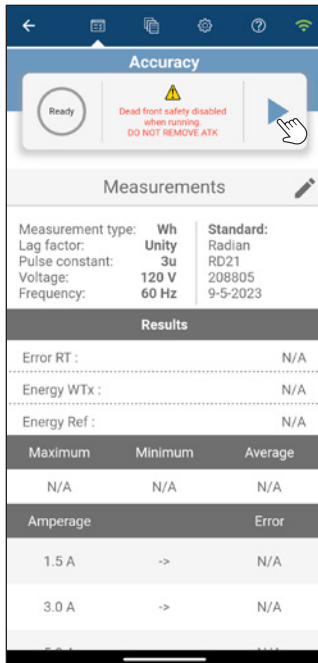 Accuracy
Ready
Dead front safety disabled
when running.
DO NOT REMOVE ATK
Measurements
Measurement type: Wh
Lag factor: Unity
Pulse constant: 3u
Voltage: 120 V
Frequency: 60 Hz
Standard:
Radian
RD21
208805
9-5-2023
Results
Error RT : N/A
Energy WTx : N/A
Energy Ref : N/A
Maximum Minimum Average
N/A N/A N/A
Amperage Error
1.5 A -> N/A
3.0 A -> N/A